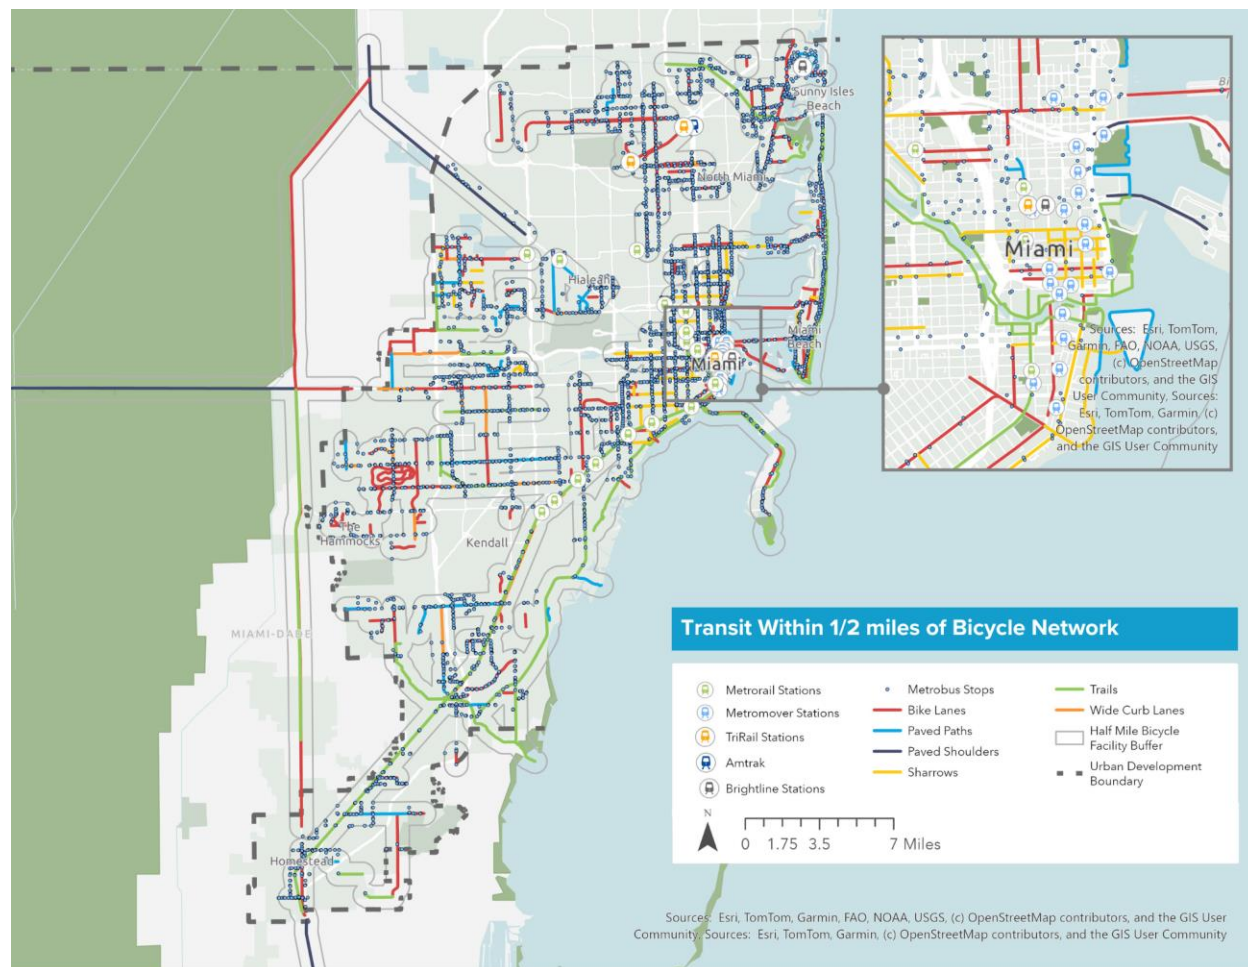 Sunny Isles
Beach
North Miami
Hialeah
Miami
Beach
Miami
The
Hammocks
Kendall
MIAMI-DADE
Homestead
Miami
Sources: Esri, TomTom,
Garmin, FAO, NOAA, USGS,
(c) OpenStreetMap
contributors, and the GIS
User Community, Sources:
Esri, TomTom, Garmin, (c)
OpenStreetMap contributors,
and the GIS User Community
Transit Within 1/2 miles of Bicycle Network
Metrorail Stations
Metromover Stations
TriRail Stations
Amtrak
Brightline Stations
Metrobus Stops
Bike Lanes
Paved Paths
Paved Shoulders
Sharrows
Trails
Wide Curb Lanes
Half Mile Bicycle
Facility Buffer
Urban Development
Boundary
N
0 1.75 3.5 7 Miles
Sources: Esri, TomTom, Garmin, FAO, NOAA, USGS, (c) OpenStreetMap contributors, and the GIS User
Community, Sources: Esri, TomTom, Garmin, (c) OpenStreetMap contributors, and the GIS User Community